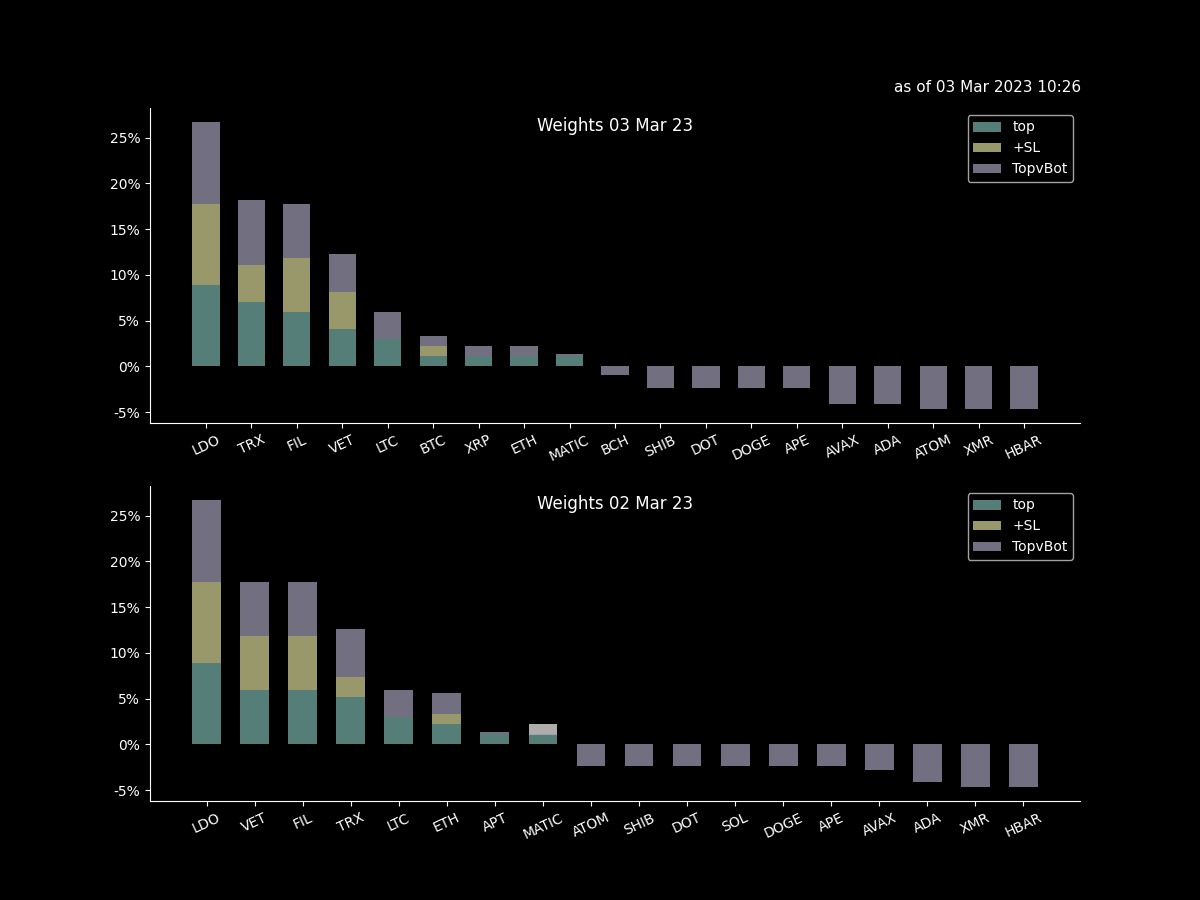 as of 03 Mar 2023 10:26
Weights 03 Mar 23
top
+SL
TopvBot
25%
20%
15%
10%
5%
0%
-5%
LDO TRX FIL VET LTC BTC XRP ETH MATIC BCH SHIB DOT DOGE APE AVAX ADA ATOM XMR HBAR
Weights 02 Mar 23
top
+SL
TopvBot
25%
20%
15%
10%
5%
0%
-5%
LDO VET FIL TRX LTC ETH APT MATIC ATOM SHIB DOT SOL DOGE APE AVAX ADA XMR HBAR